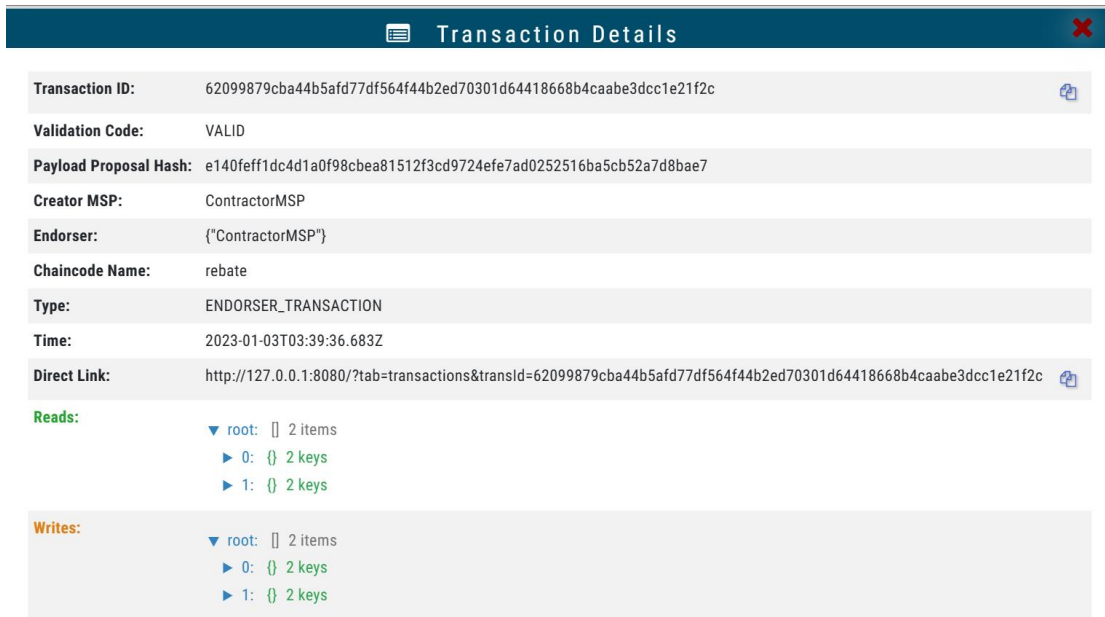 Transaction Details
Transaction ID: 62099879cba44b5afd77df564f44b2ed70301d64418668b4caabe3dcc1e21f2c
Validation Code: VALID
Payload Proposal Hash: e140feff1dc4d1a0f98cbea81512f3cd9724efe7ad0252516ba5cb52a7d8bae7
Creator MSP: ContractorMSP
Endorser: {"ContractorMSP"}
Chaincode Name: rebate
Type: ENDORSER_TRANSACTION
Time: 2023-01-03T03:39:36.683Z
Direct Link: http://127.0.0.1:8080/?tab=transactions&transId=62099879cba44b5afd77df564f44b2ed70301d64418668b4caabe3dcc1e21f2c
Reads:
▼ root: [] 2 items
▶ 0: {} 2 keys
▶ 1: {} 2 keys
Writes:
▼ root: [] 2 items
▶ 0: {} 2 keys
▶ 1: {} 2 keys